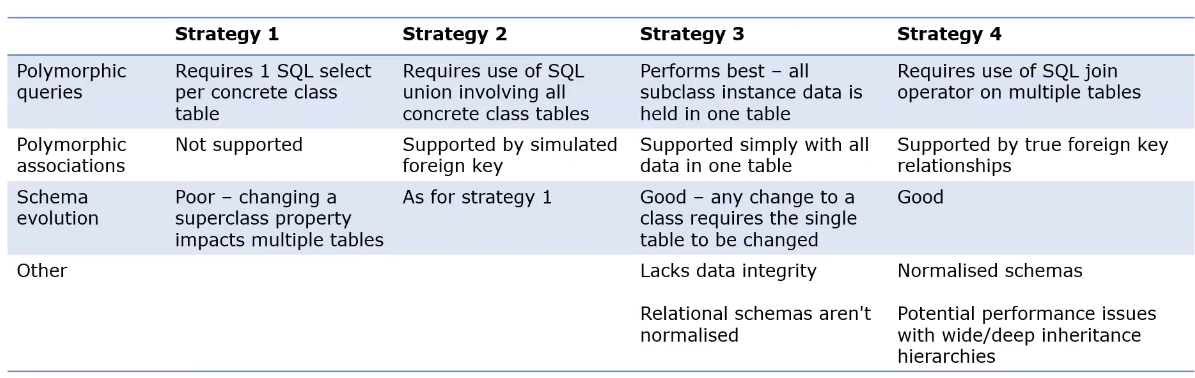 Strategy 1 Strategy 2 Strategy 3 Strategy 4
Polymorphic Requires 1 SQL select Requires use of SQL Performs best – all Requires use of SQL join
queries per concrete class union involving all subclass instance data is operator on multiple tables
table concrete class tables held in one table
Polymorphic Not supported Supported by simulated Supported simply with all Supported by true foreign key
associations foreign key data in one table relationships
Schema Poor – changing a As for strategy 1 Good – any change to a Good
evolution superclass property class requires the single
impacts multiple tables table to be changed
Other Lacks data integrity Normalised schemas
Relational schemas aren't Potential performance issues
normalised with wide/deep inheritance
hierarchies